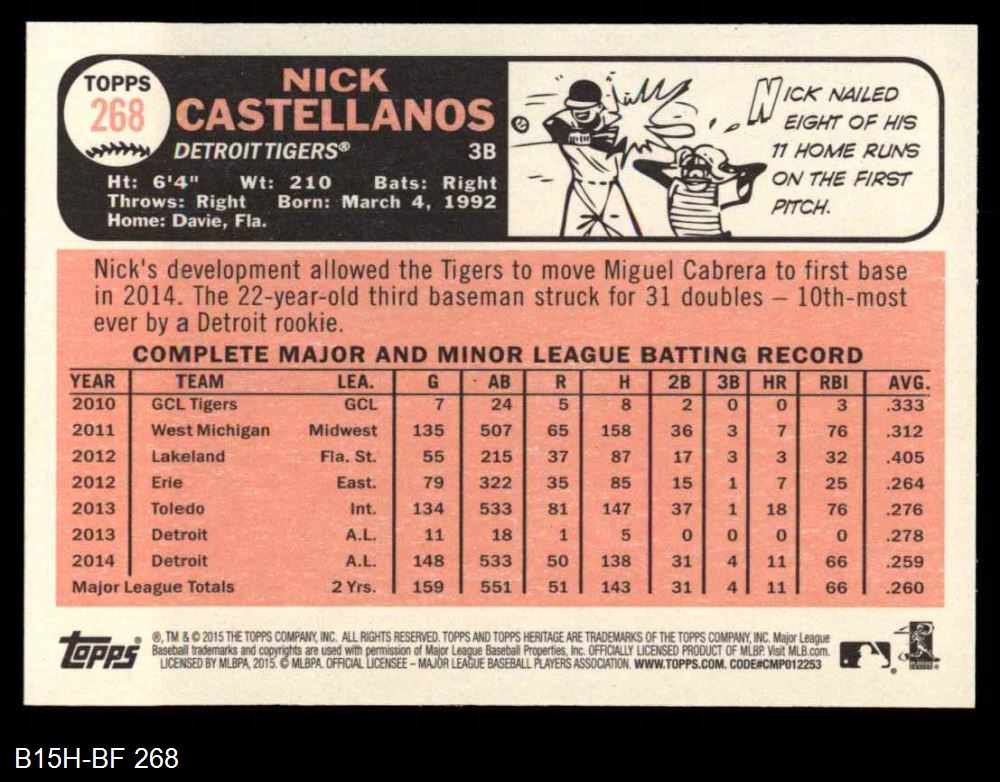 TOPPS
268
NICK
CASTELLANOS
DETROIT TIGERS® 3B
Ht: 6'4" Wt: 210 Bats: Right
Throws: Right Born: March 4, 1992
Home: Davie, Fla.
NICK NAILED
EIGHT OF HIS
11 HOME RUNS
ON THE FIRST
PITCH.
Nick's development allowed the Tigers to move Miguel Cabrera to first base
in 2014. The 22-year-old third baseman struck for 31 doubles – 10th-most
ever by a Detroit rookie.
COMPLETE MAJOR AND MINOR LEAGUE BATTING RECORD
YEAR TEAM LEA. G AB R H 2B 3B HR RBI AVG.
2010 GCL Tigers GCL 7 24 5 8 2 0 0 3 .333
2011 West Michigan Midwest 135 507 65 158 36 3 7 76 .312
2012 Lakeland Fla. St. 55 215 37 87 17 3 3 32 .405
2012 Erie East. 79 322 35 85 15 1 7 25 .264
2013 Toledo Int. 134 533 81 147 37 1 18 76 .276
2013 Detroit A.L. 11 18 1 5 0 0 0 0 .278
2014 Detroit A.L. 148 533 50 138 31 4 11 66 .259
Major League Totals 2 Yrs. 159 551 51 143 31 4 11 66 .260
Topps®
®, TM & © 2015 THE TOPPS COMPANY, INC. ALL RIGHTS RESERVED. TOPPS AND TOPPS HERITAGE ARE TRADEMARKS OF THE TOPPS COMPANY, INC. Major League
Baseball trademarks and copyrights are used with permission of Major League Baseball Properties, Inc. OFFICIALLY LICENSED PRODUCT OF MLBP. Visit MLB.com.
LICENSED BY MLBPA, 2015. © MLBPA. OFFICIAL LICENSEE – MAJOR LEAGUE BASEBALL PLAYERS ASSOCIATION. WWW.TOPPS.COM. CODE#CMP012253
B15H-BF 268